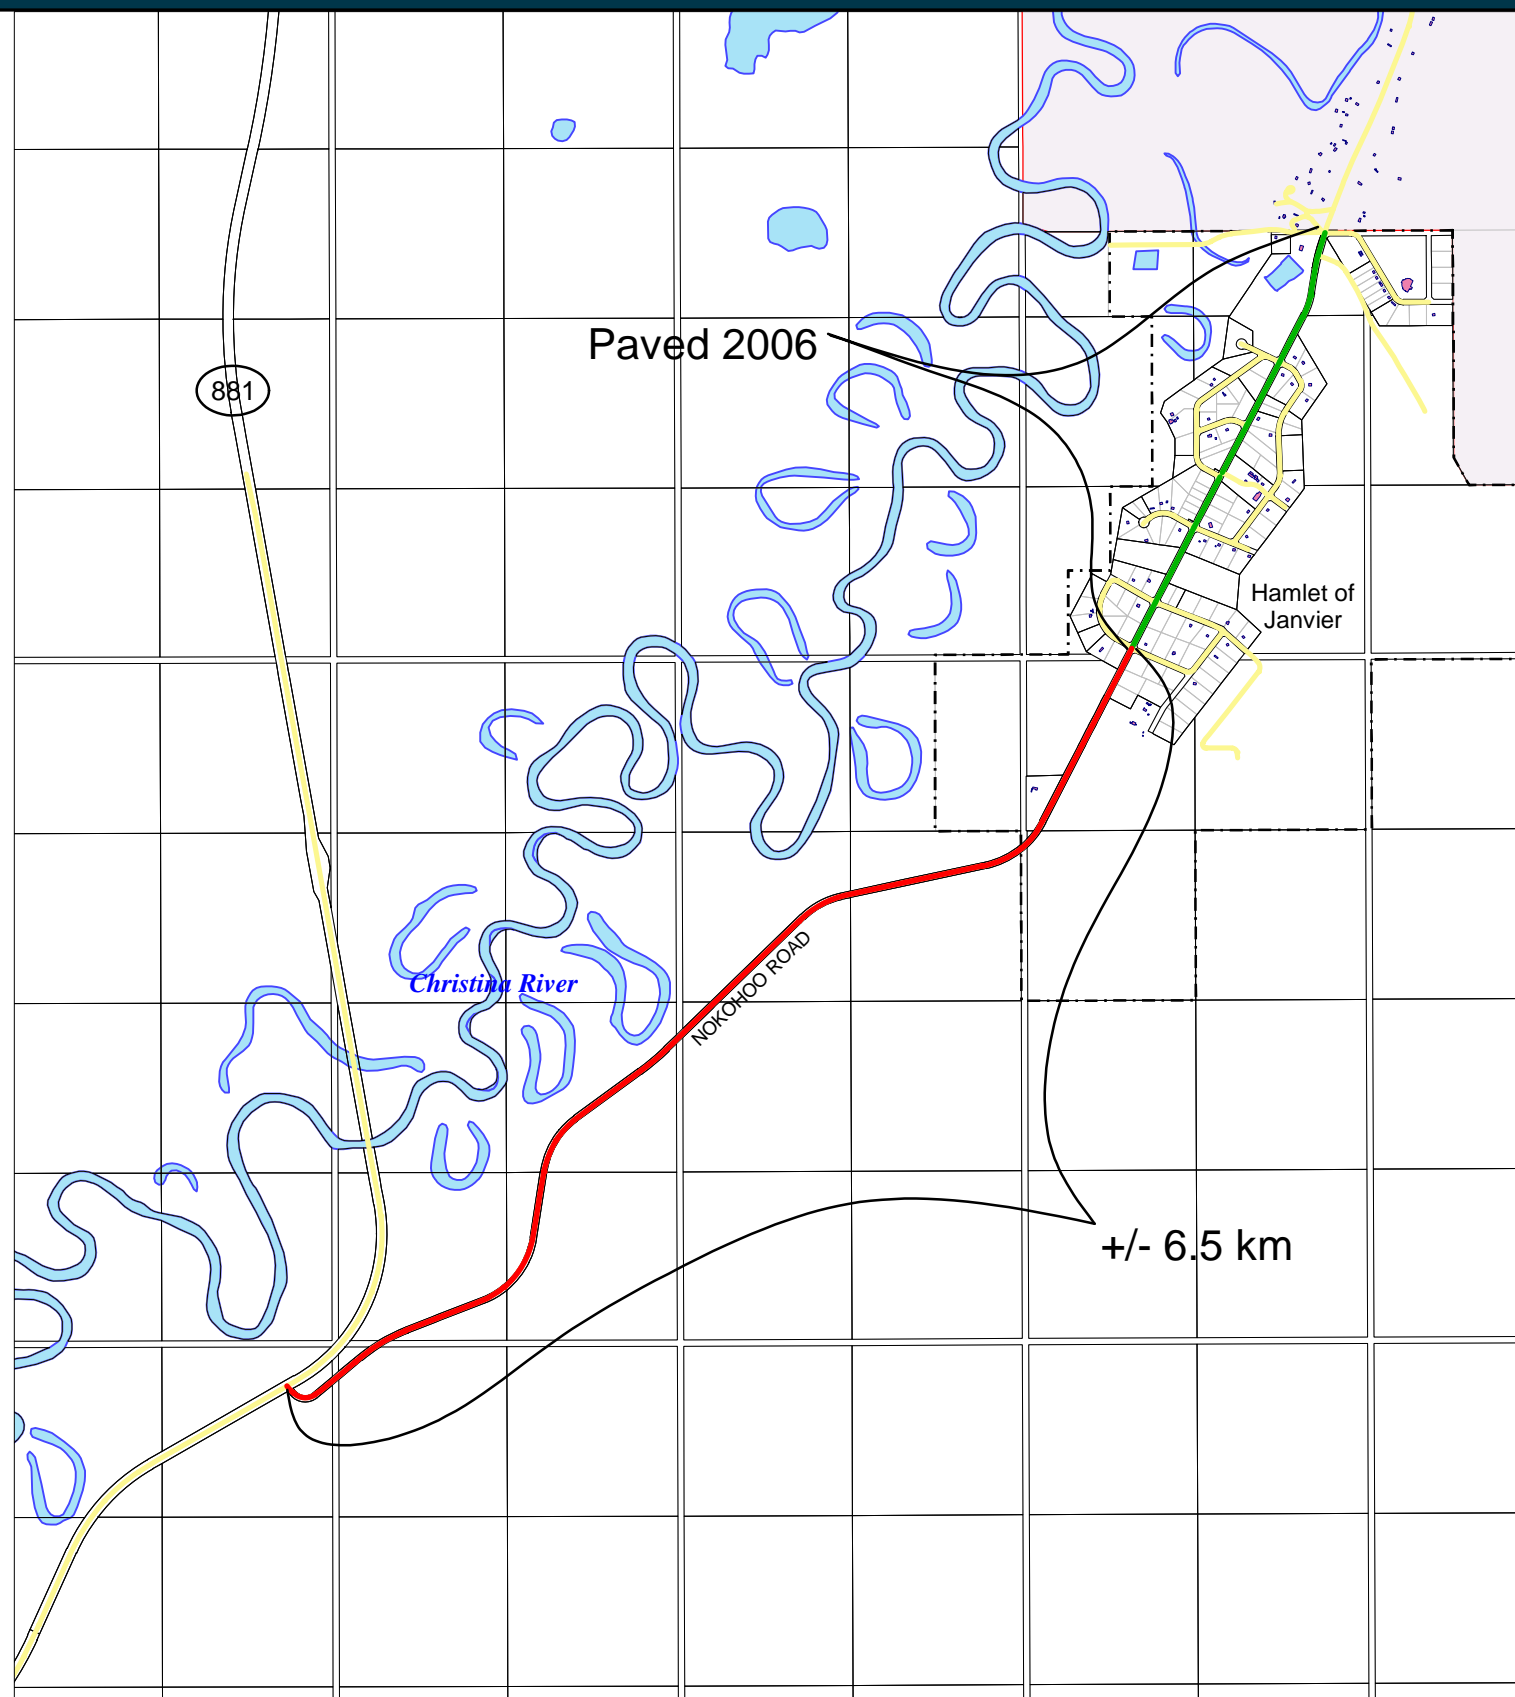 Paved 2006
881
Hamlet of
Janvier
NOKOHOO ROAD
Christina River
+/- 6.5 km